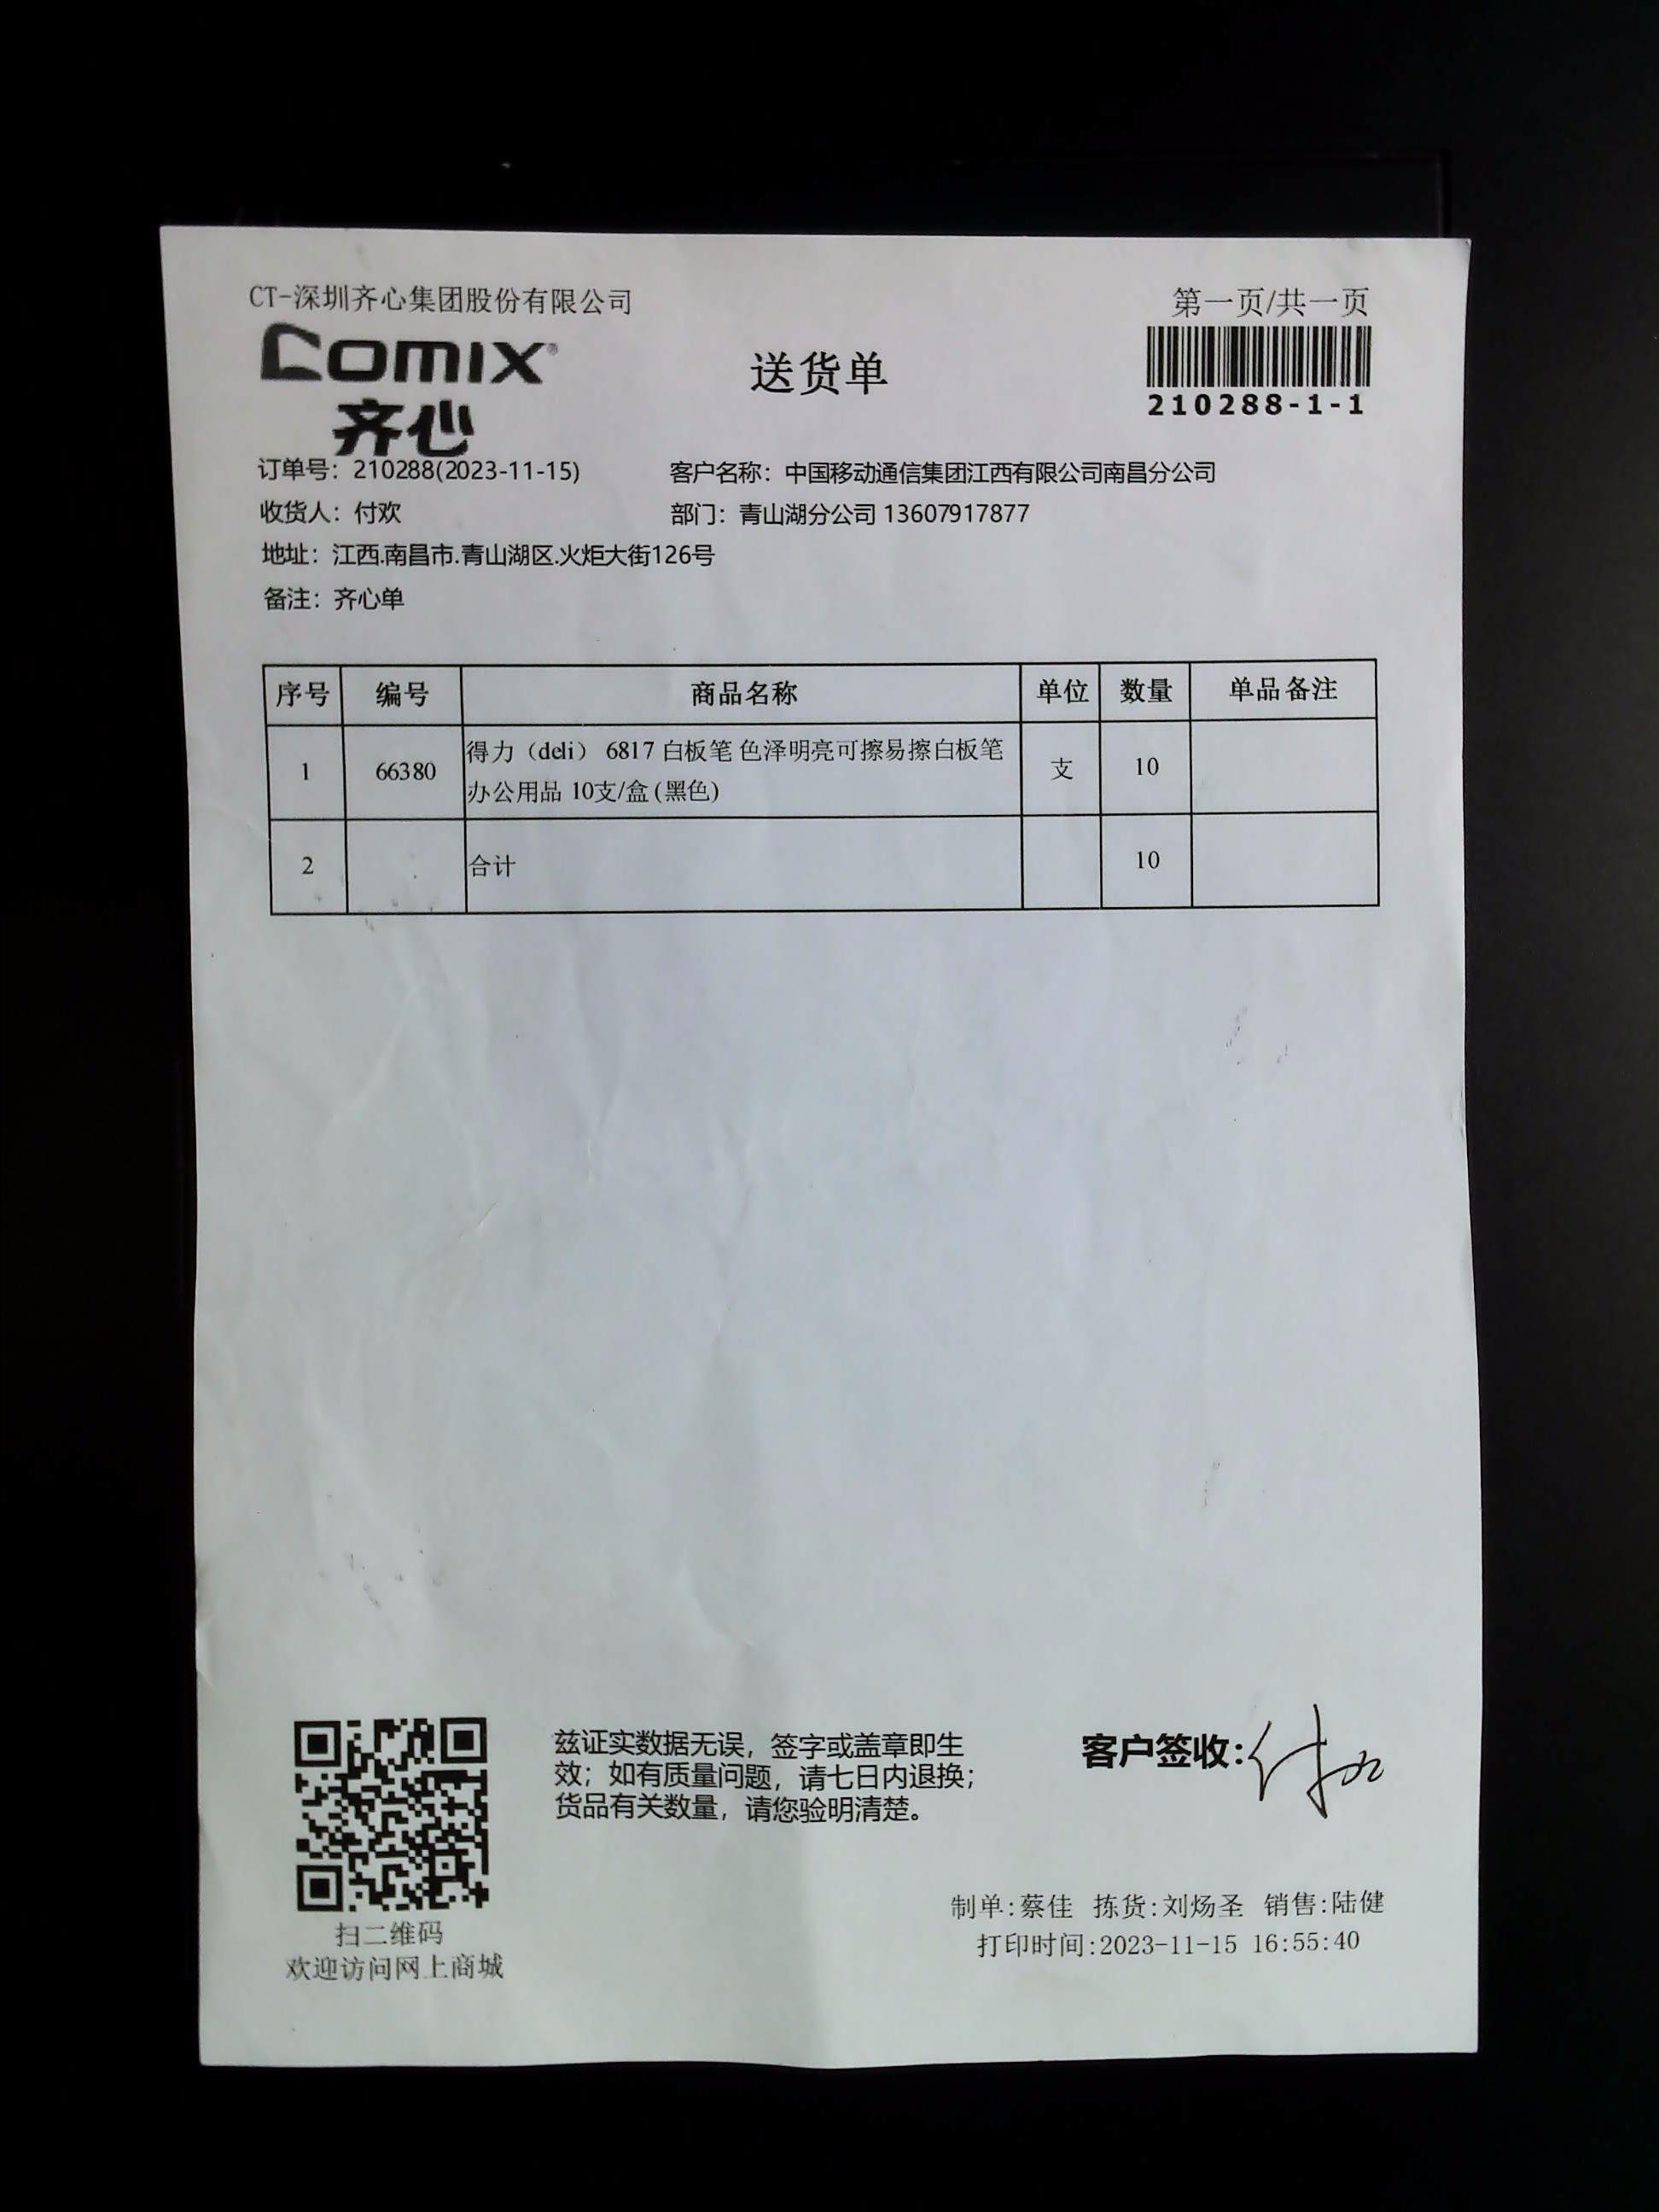 CT-深圳齐心集团股份有限公司
第一页/共一页
comix®
齐心
送货单
210288-1-1
订单号：210288(2023-11-15)
客户名称：中国移动通信集团江西有限公司南昌分公司
收货人：付欢
部门：青山湖分公司 13607917877
地址：江西.南昌市.青山湖区.火炬大街126号
备注：齐心单
序号 编号 商品名称 单位 数量 单品备注
1 66380 得力（deli） 6817 白板笔 色泽明亮可擦易擦白板笔 支 10
办公用品 10支/盒 (黑色)
2 合计 10
兹证实数据无误，签字或盖章即生
效；如有质量问题，请七日内退换；
货品有关数量，请您验明清楚。
客户签收:
扫二维码
欢迎访问网上商城
制单:蔡佳 拣货:刘炀圣 销售:陆健
打印时间:2023-11-15 16:55:40